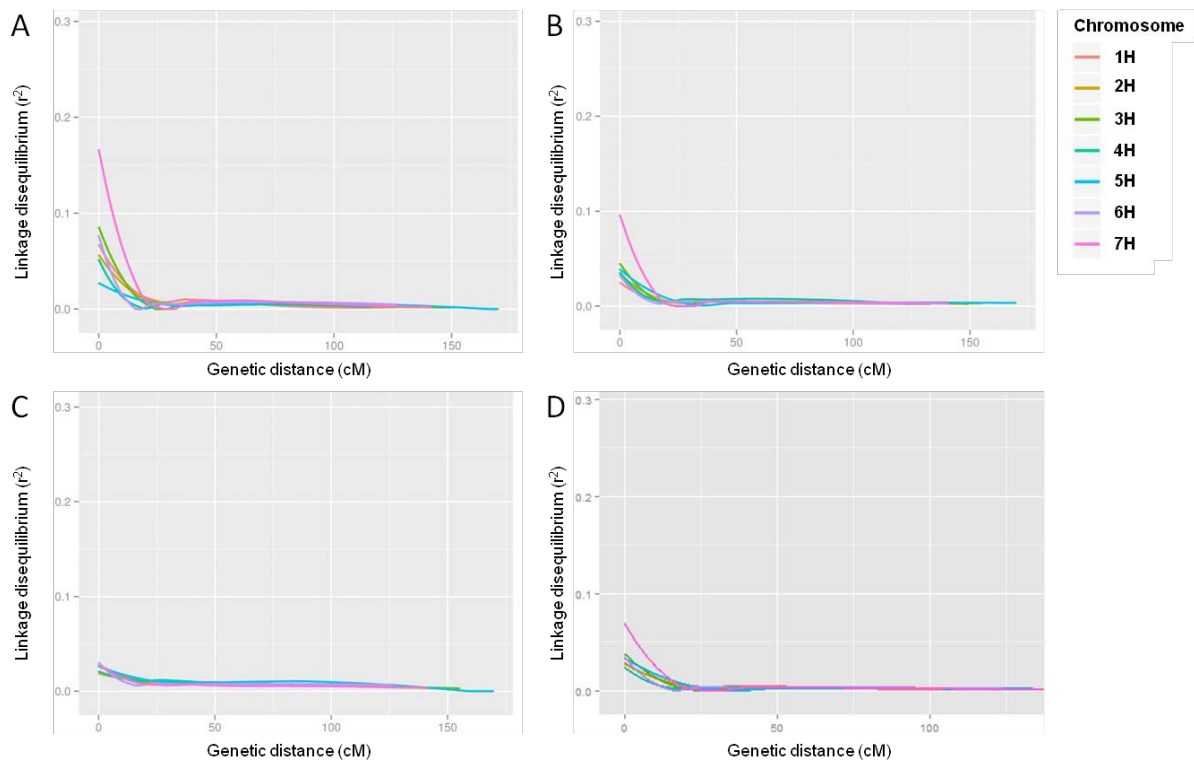 A
0.3
0.2
0.1
0.0
Linkage disequilibrium (r²)
0
50
100
150
Genetic distance (cM)
B
0.3
0.2
0.1
0.0
Linkage disequilibrium (r²)
0
50
100
150
Genetic distance (cM)
Chromosome
1H
2H
3H
4H
5H
6H
7H
C
0.3
0.2
0.1
0.0
Linkage disequilibrium (r²)
0
50
100
150
Genetic distance (cM)
D
0.3
0.2
0.1
0.0
Linkage disequilibrium (r²)
0
50
100
Genetic distance (cM)